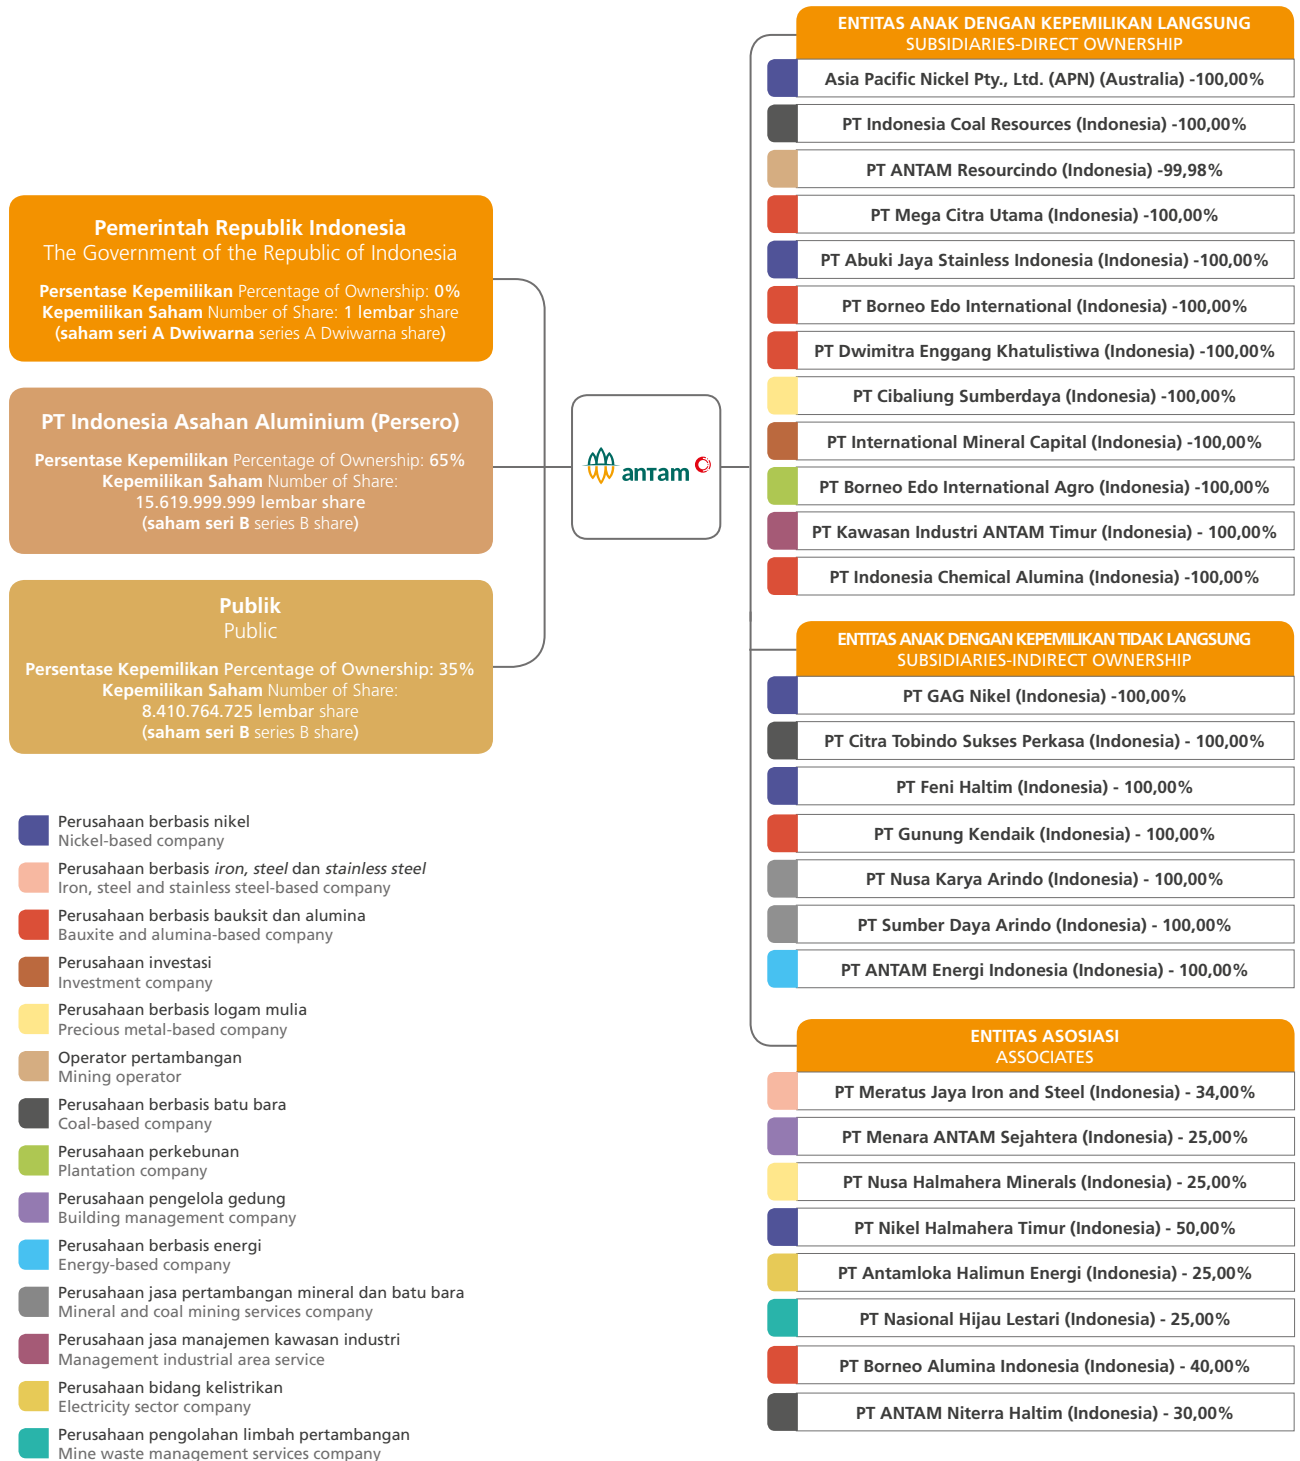 Pemerintah Republik Indonesia
The Government of the Republic of Indonesia
Persentase Kepemilikan Percentage of Ownership: 0%
Kepemilikan Saham Number of Share: 1 lembar share
(saham seri A Dwiwarna series A Dwiwarna share)
PT Indonesia Asahan Aluminium (Persero)
Persentase Kepemilikan Percentage of Ownership: 65%
Kepemilikan Saham Number of Share:
15.619.999.999 lembar share
(saham seri B series B share)
Publik
Public
Persentase Kepemilikan Percentage of Ownership: 35%
Kepemilikan Saham Number of Share:
8.410.764.725 lembar share
(saham seri B series B share)
antam
ENTITAS ANAK DENGAN KEPEMILIKAN LANGSUNG
SUBSIDIARIES-DIRECT OWNERSHIP
Asia Pacific Nickel Pty., Ltd. (APN) (Australia) -100,00%
PT Indonesia Coal Resources (Indonesia) -100,00%
PT ANTAM Resourcindo (Indonesia) -99,98%
PT Mega Citra Utama (Indonesia) -100,00%
PT Abuki Jaya Stainless Indonesia (Indonesia) -100,00%
PT Borneo Edo International (Indonesia) -100,00%
PT Dwimitra Enggang Khatulistiwa (Indonesia) -100,00%
PT Cibaliung Sumberdaya (Indonesia) -100,00%
PT International Mineral Capital (Indonesia) -100,00%
PT Borneo Edo International Agro (Indonesia) -100,00%
PT Kawasan Industri ANTAM Timur (Indonesia) - 100,00%
PT Indonesia Chemical Alumina (Indonesia) -100,00%
ENTITAS ANAK DENGAN KEPEMILIKAN TIDAK LANGSUNG
SUBSIDIARIES-INDIRECT OWNERSHIP
PT GAG Nikel (Indonesia) -100,00%
PT Citra Tobindo Sukses Perkasa (Indonesia) - 100,00%
PT Feni Haltim (Indonesia) - 100,00%
PT Gunung Kendaik (Indonesia) - 100,00%
PT Nusa Karya Arindo (Indonesia) - 100,00%
PT Sumber Daya Arindo (Indonesia) - 100,00%
PT ANTAM Energi Indonesia (Indonesia) - 100,00%
ENTITAS ASOSIASI
ASSOCIATES
PT Meratus Jaya Iron and Steel (Indonesia) - 34,00%
PT Menara ANTAM Sejahtera (Indonesia) - 25,00%
PT Nusa Halmahera Minerals (Indonesia) - 25,00%
PT Nikel Halmahera Timur (Indonesia) - 50,00%
PT Antamloka Halimun Energi (Indonesia) - 25,00%
PT Nasional Hijau Lestari (Indonesia) - 25,00%
PT Borneo Alumina Indonesia (Indonesia) - 40,00%
PT ANTAM Niterra Haltim (Indonesia) - 30,00%
Perusahaan berbasis nikel
Nickel-based company
Perusahaan berbasis iron, steel dan stainless steel
Iron, steel and stainless steel-based company
Perusahaan berbasis bauksit dan alumina
Bauxite and alumina-based company
Perusahaan investasi
Investment company
Perusahaan berbasis logam mulia
Precious metal-based company
Operator pertambangan
Mining operator
Perusahaan berbasis batu bara
Coal-based company
Perusahaan perkebunan
Plantation company
Perusahaan pengelola gedung
Building management company
Perusahaan berbasis energi
Energy-based company
Perusahaan jasa pertambangan mineral dan batu bara
Mineral and coal mining services company
Perusahaan jasa manajemen kawasan industri
Management industrial area service
Perusahaan bidang kelistrikan
Electricity sector company
Perusahaan pengolahan limbah pertambangan
Mine waste management services company